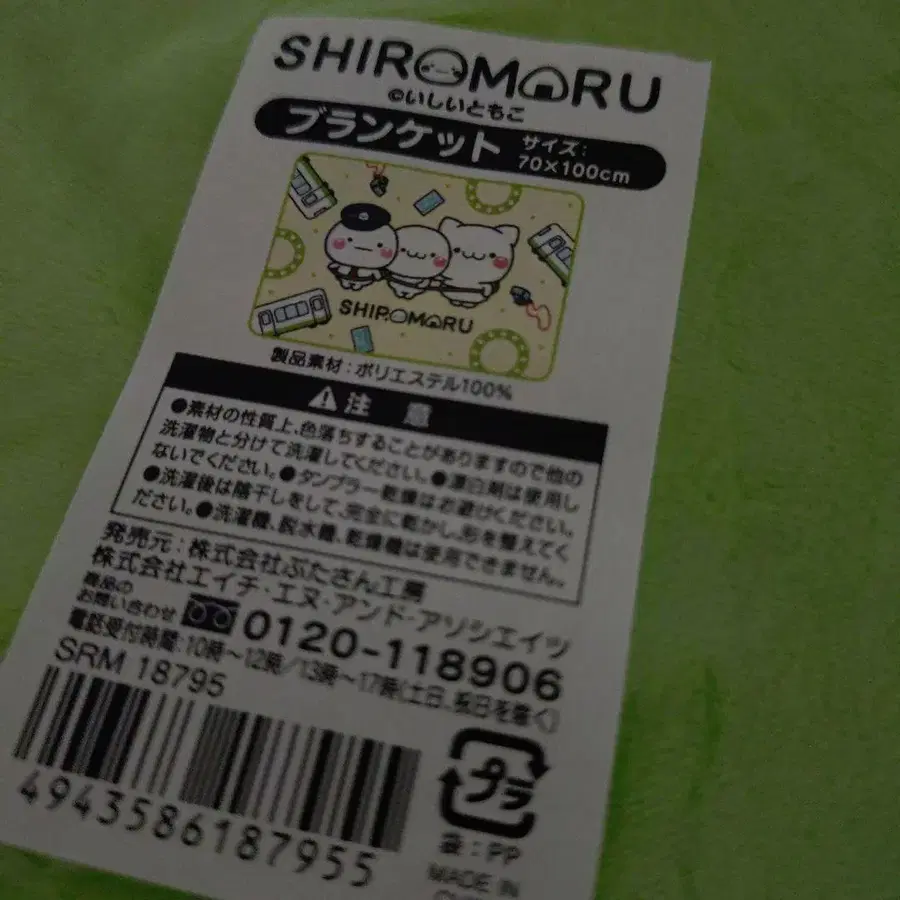 SHIROMARU
©いしいともこ
ブランケット サイズ: 70×100cm
SHIROMARU
製品素材:ポリエステル100%
注 意
●素材の性質上、色落ちすることがありますので他の
洗濯物と分けて洗濯してください。●漂白剤は使用し
ないでください。●タンブラー乾燥はお避けください。
●洗濯後は陰干しをして、完全に乾かし、形を整えてく
ださい。●洗濯機、脱水機、乾燥機は使用できません。
発売元:株式会社ぶたさん工業
株式会社エイチ・エヌ・アンド・アソシエイツ
商品の
お問い合わせ 0120-118906
電話受付時間:10時〜12時/13時〜17時(土日、祝日を除く)
SRM 18795
4943586187955
プラ
袋:PP
MADE IN